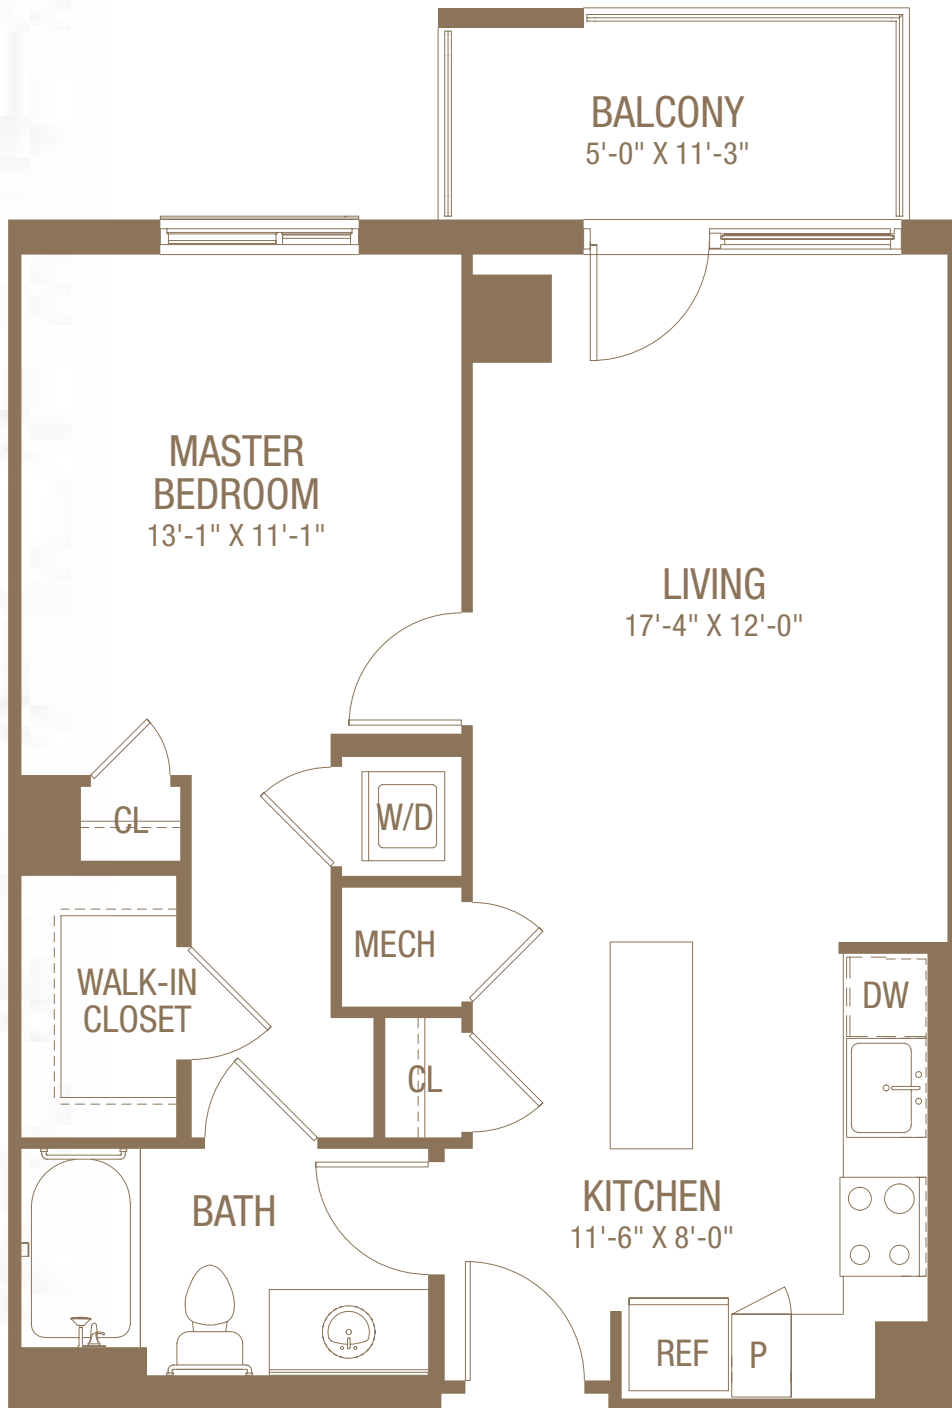 BALCONY
5'-0" X 11'-3"
MASTER
BEDROOM
13'-1" X 11'-1"
LIVING
17'-4" X 12'-0"
CL
W/D
MECH
WALK-IN
CLOSET
DW
CL
KITCHEN
11'-6" X 8'-0"
BATH
REF
P